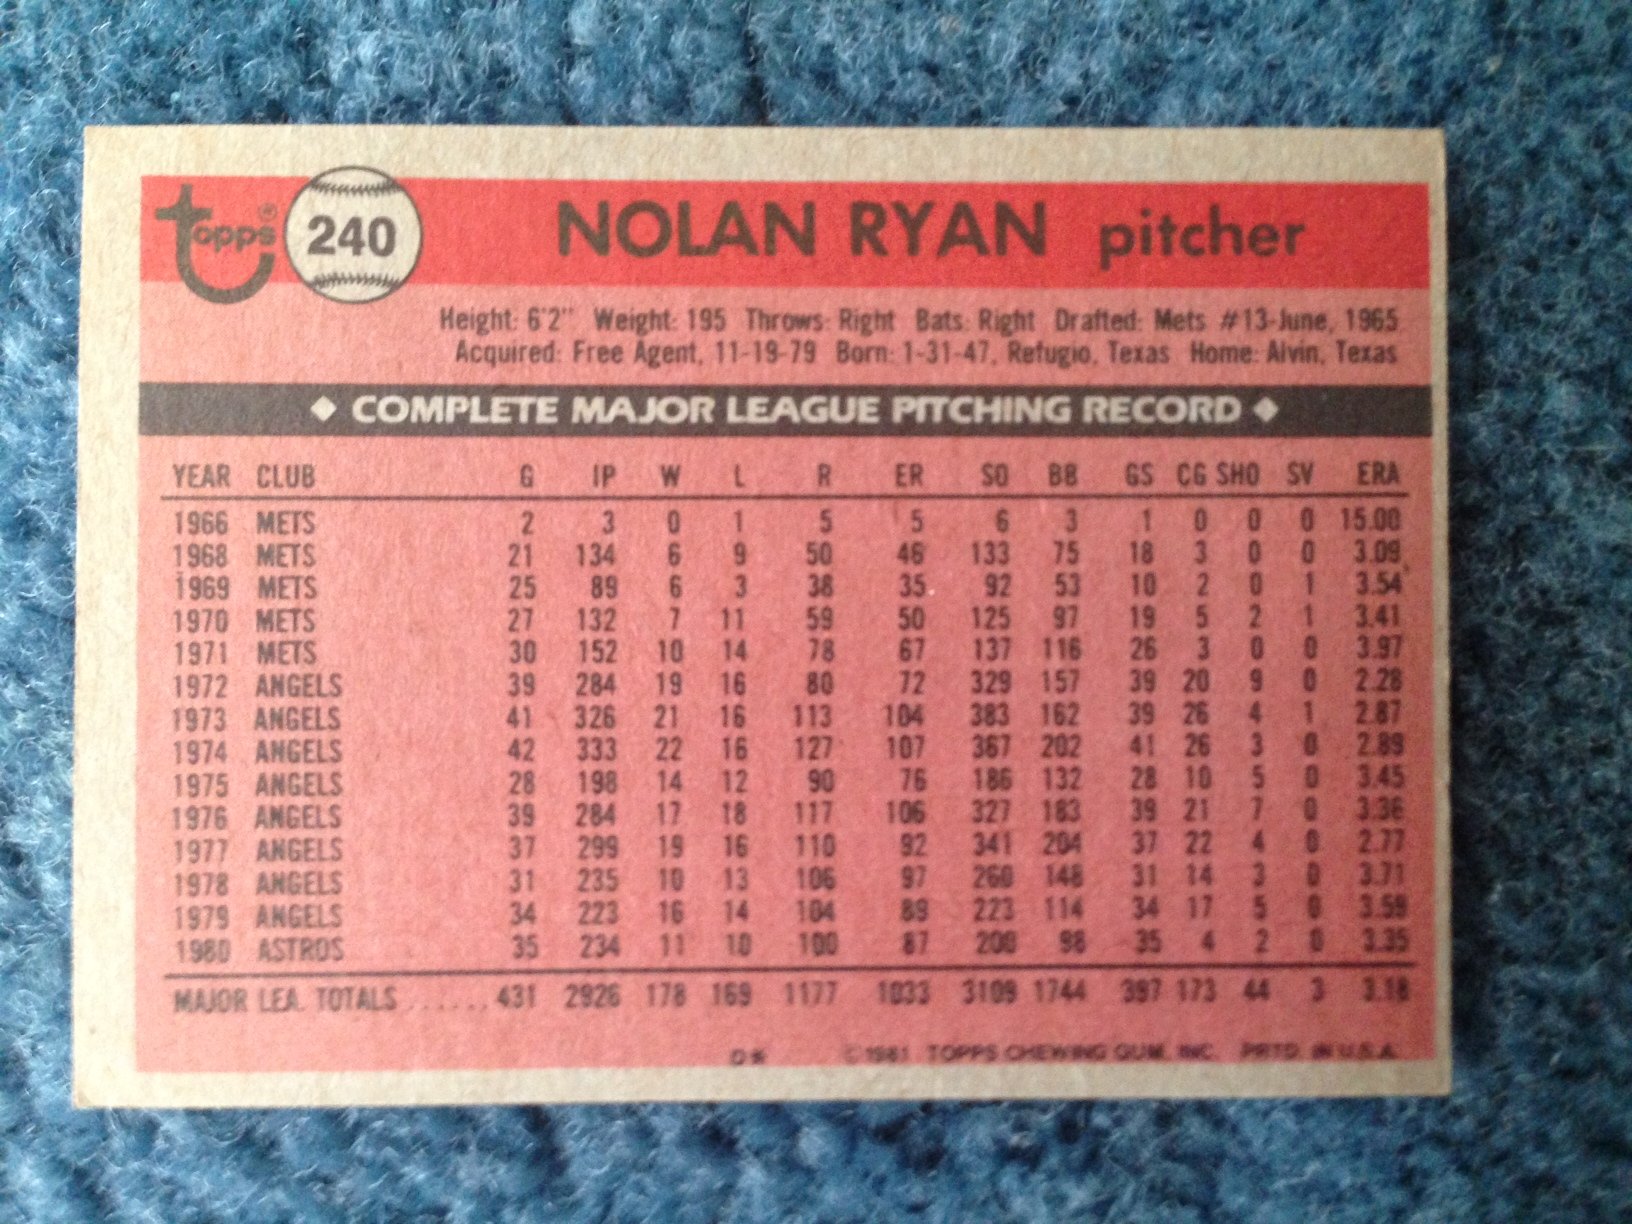 topps® 240 NOLAN RYAN pitcher
Height: 6'2" Weight: 195 Throws: Right Bats: Right Drafted: Mets #13-June, 1965
Acquired: Free Agent, 11-19-79 Born: 1-31-47, Refugio, Texas Home: Alvin, Texas
◆ COMPLETE MAJOR LEAGUE PITCHING RECORD ◆
YEAR CLUB G IP W L R ER SO BB GS CG SHO SV ERA
1966 METS 2 3 0 1 5 5 6 3 1 0 0 0 15.00
1968 METS 21 134 6 9 50 46 133 75 18 3 0 0 3.09
1969 METS 25 89 6 3 38 35 92 53 10 2 0 1 3.54
1970 METS 27 132 7 11 59 50 125 97 19 5 2 1 3.41
1971 METS 30 152 10 14 78 67 137 116 26 3 0 0 3.97
1972 ANGELS 39 284 19 16 80 72 329 157 39 20 9 0 2.28
1973 ANGELS 41 326 21 16 113 104 383 162 39 26 4 1 2.87
1974 ANGELS 42 333 22 16 127 107 367 202 41 26 3 0 2.89
1975 ANGELS 28 198 14 12 90 76 186 132 28 10 5 0 3.45
1976 ANGELS 39 284 17 18 117 106 327 183 39 21 7 0 3.36
1977 ANGELS 37 299 19 16 110 92 341 204 37 22 4 0 2.77
1978 ANGELS 31 235 10 13 106 97 260 148 31 14 3 0 3.71
1979 ANGELS 34 223 16 14 104 89 223 114 34 17 5 0 3.59
1980 ASTROS 35 234 11 10 100 87 200 98 35 4 2 0 3.35
MAJOR LEA. TOTALS ...... 431 2926 178 169 1177 1033 3109 1744 397 173 44 3 3.18
D* © 1981 TOPPS CHEWING GUM, INC. PRTD. IN U.S.A.